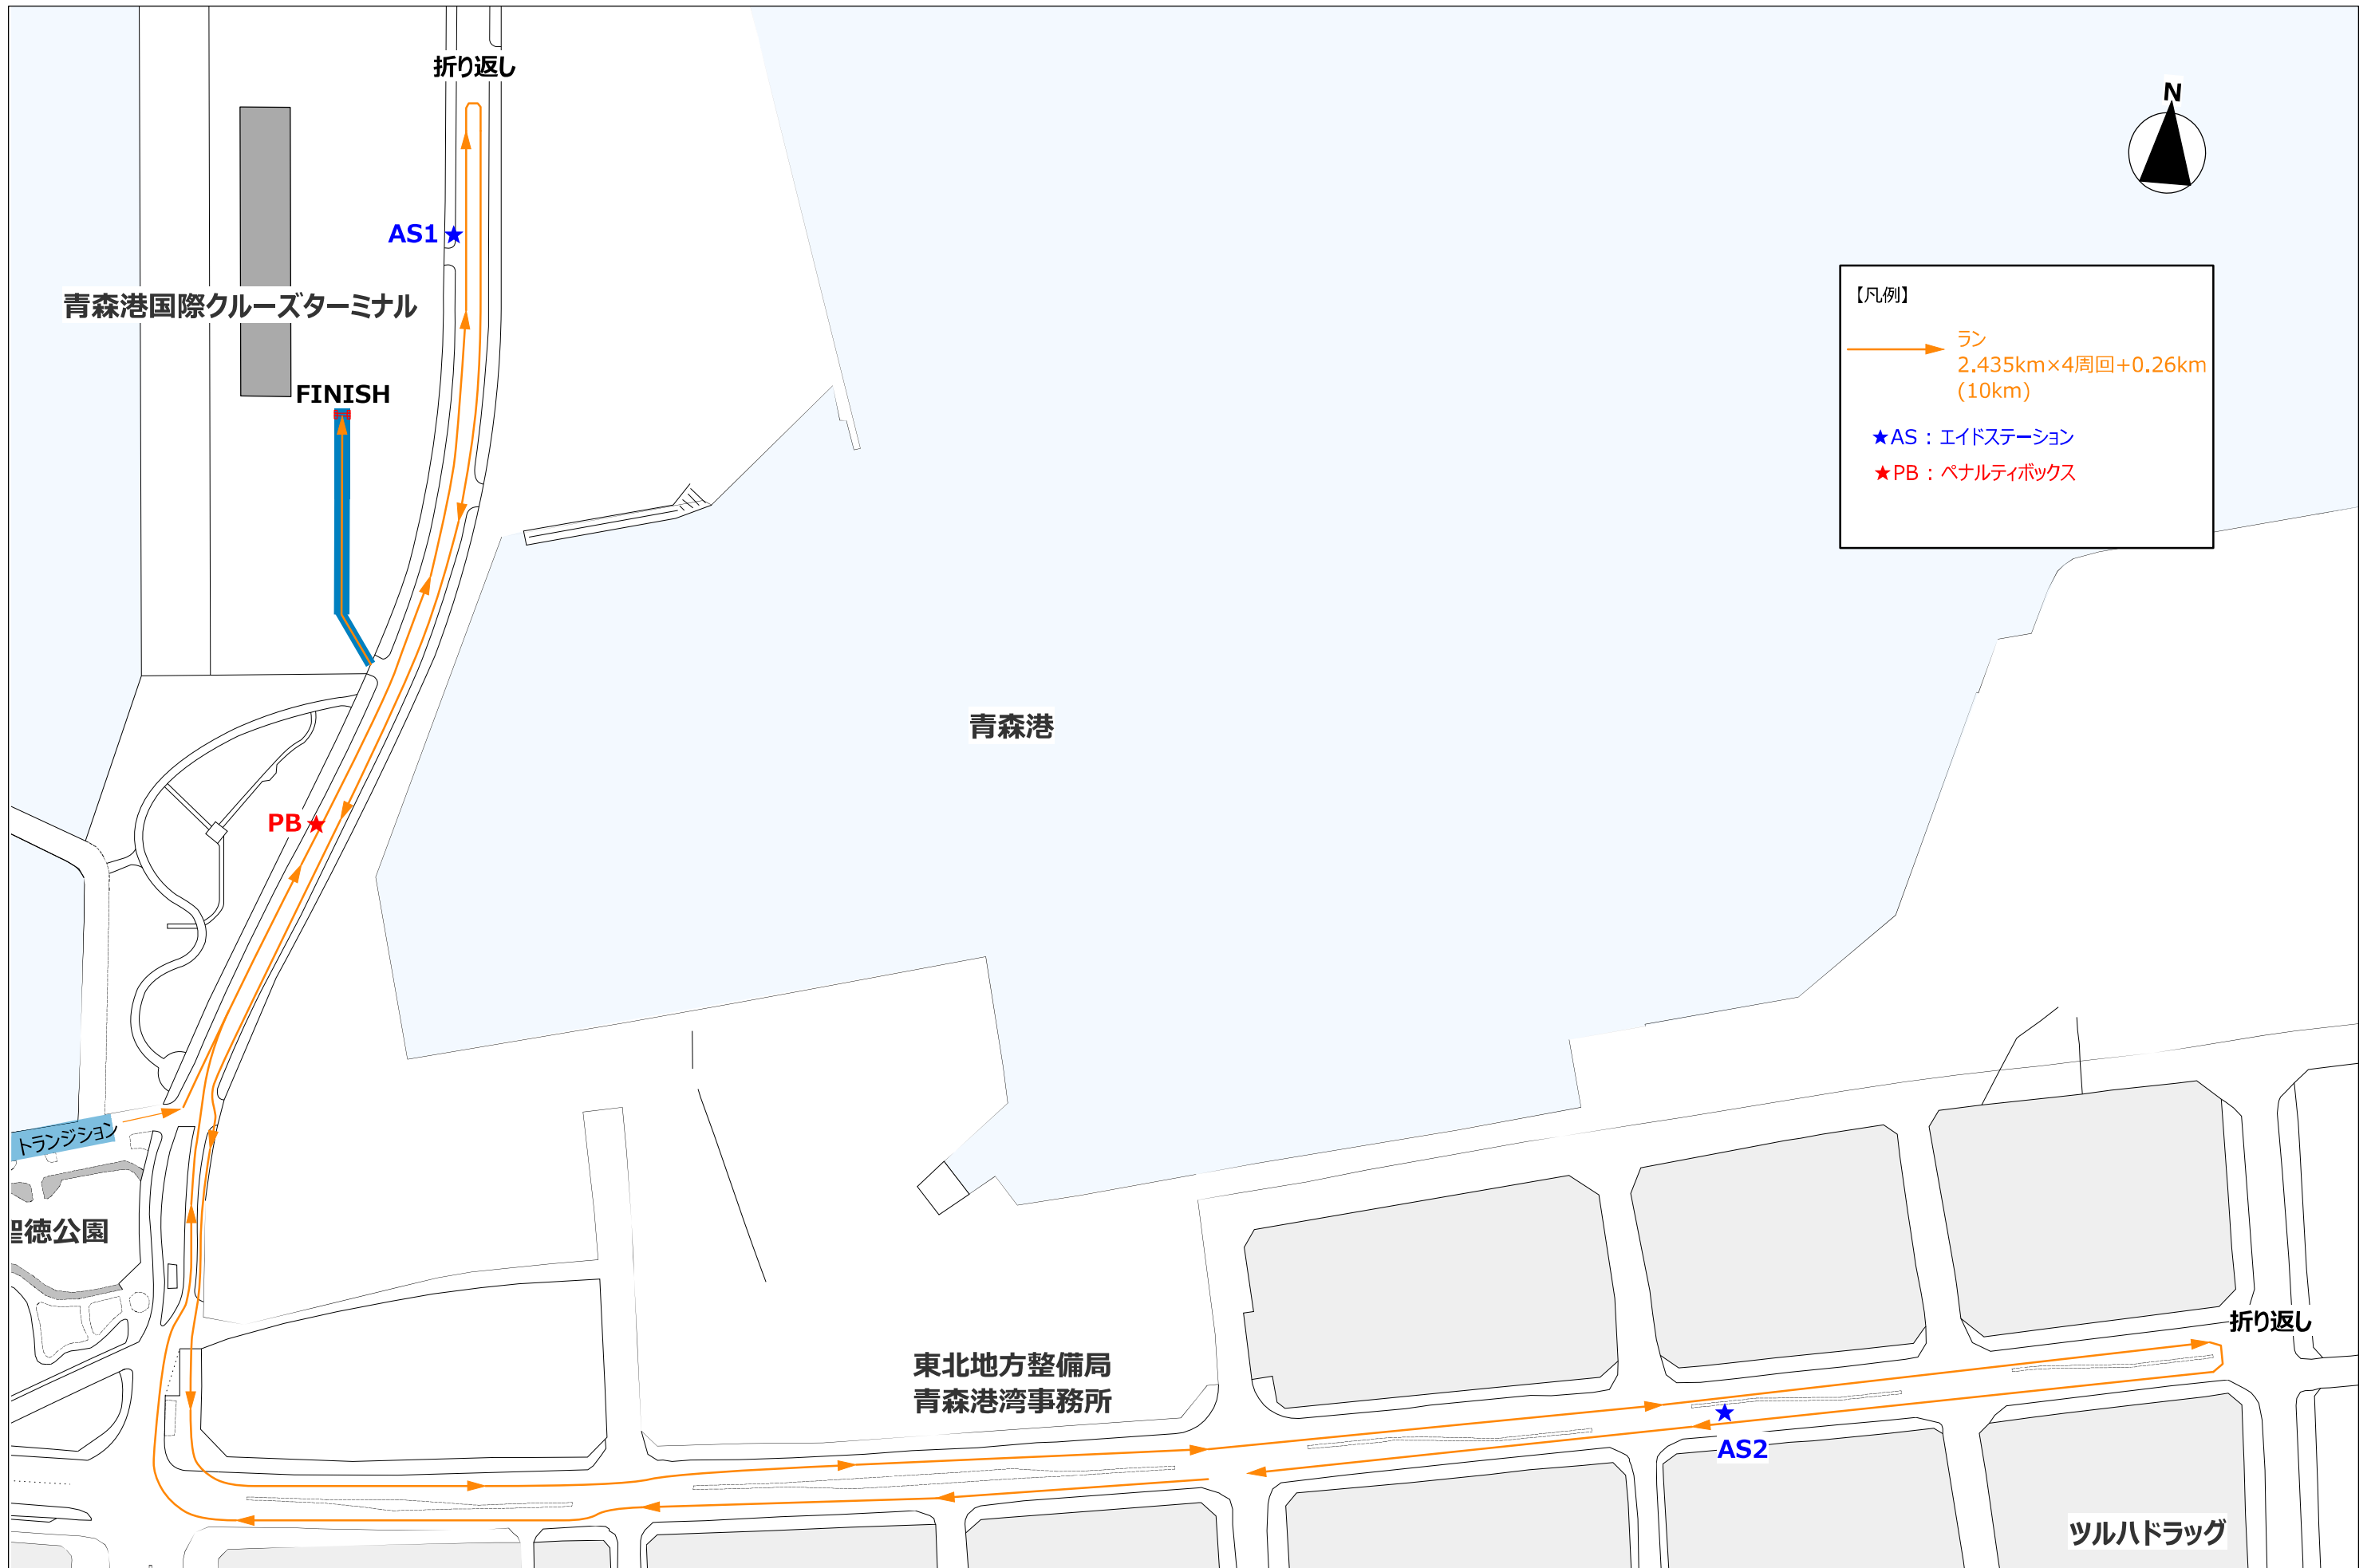 折り返し
N
AS1
青森港国際クルーズターミナル
【凡例】
ラン
2.435km×4周回+0.26km
(10km)
★AS：エイドステーション
★PB：ペナルティボックス
FINISH
青森港
PB
トランジション
聖徳公園
折り返し
東北地方整備局
青森港湾事務所
AS2
ツルハドラッグ